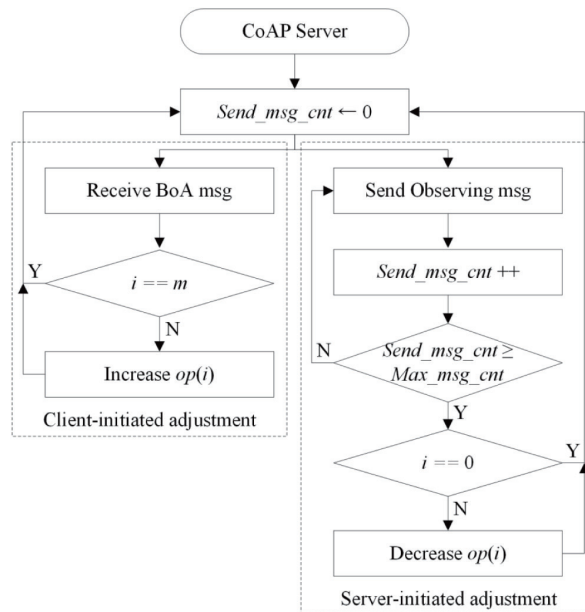 CoAP Server
Send_msg_cnt ← 0
Receive BoA msg
i == m
Y
N
Increase op(i)
Client-initiated adjustment
Send Observing msg
Send_msg_cnt ++
Send_msg_cnt ≥
Max_msg_cnt
N
Y
i == 0
Y
N
Decrease op(i)
Server-initiated adjustment